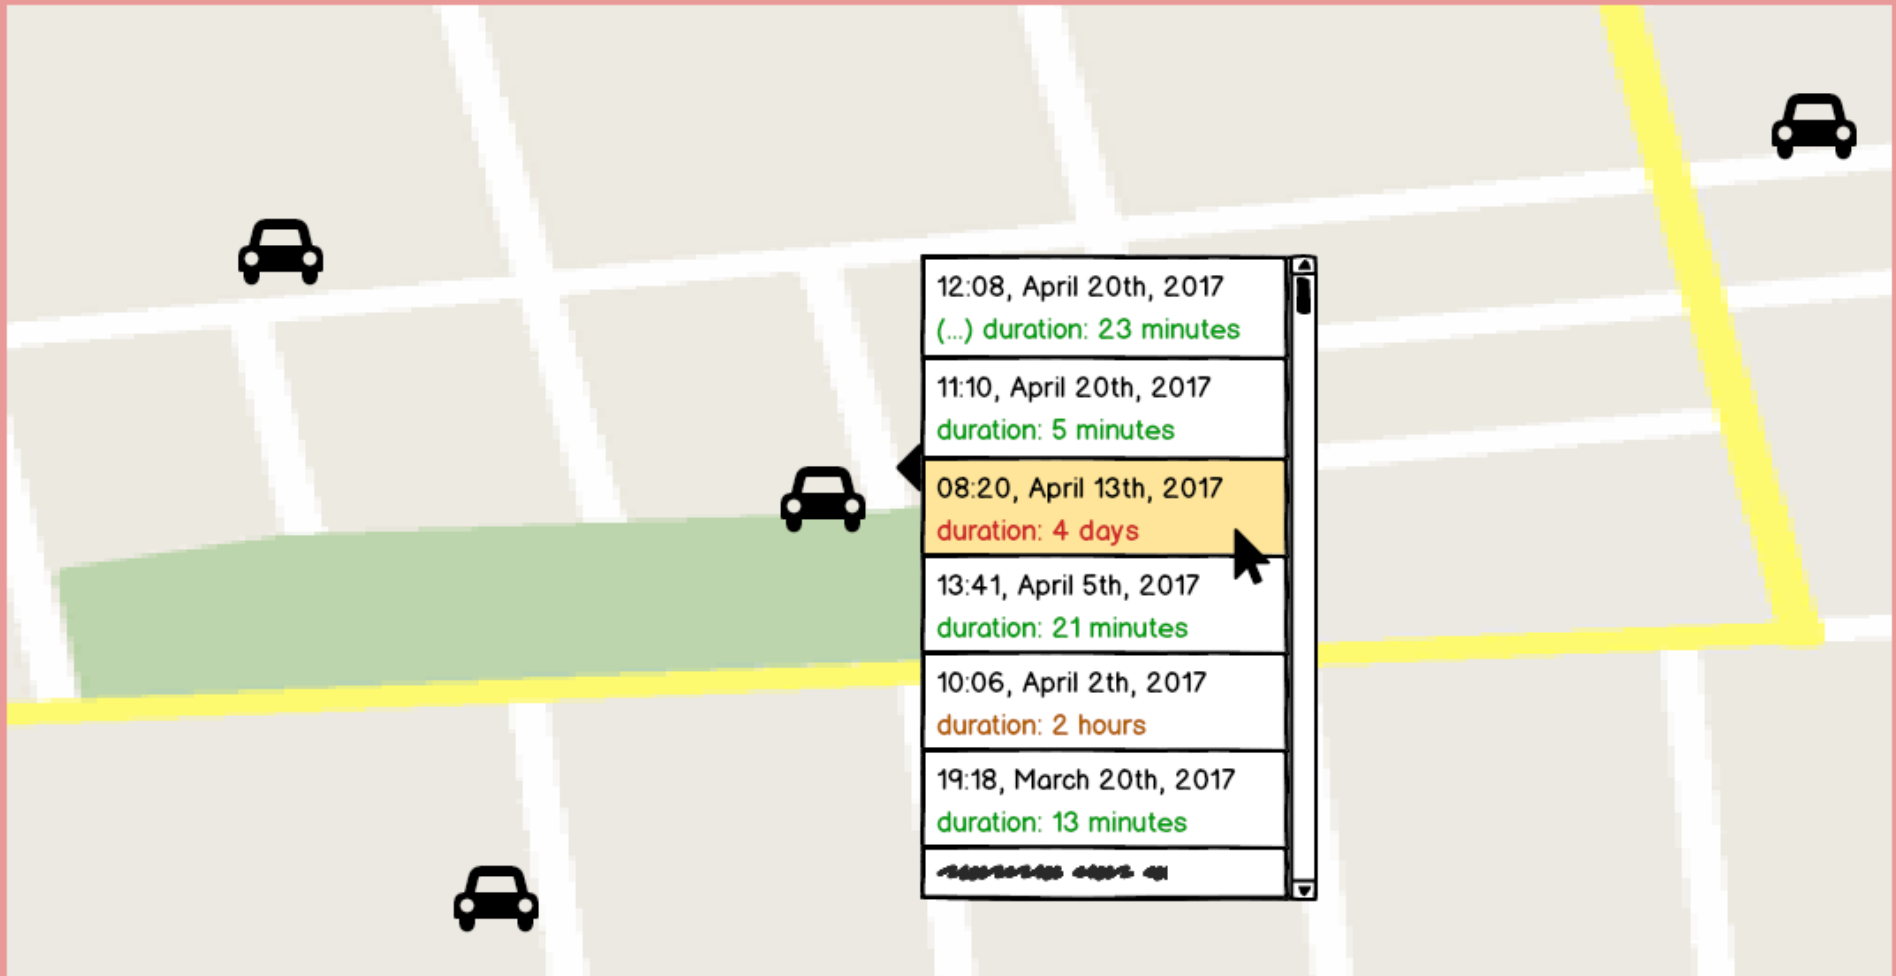 12:08, April 20th, 2017
(...) duration: 23 minutes
11:10, April 20th, 2017
duration: 5 minutes
08:20, April 13th, 2017
duration: 4 days
13:41, April 5th, 2017
duration: 21 minutes
10:06, April 2th, 2017
duration: 2 hours
19:18, March 20th, 2017
duration: 13 minutes